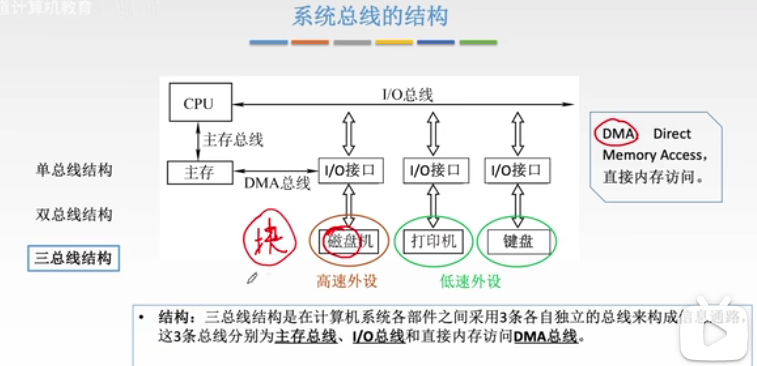 道计算机教育
系统总线的结构
CPU
I/O总线
主存总线
主存
DMA总线
I/O接口
I/O接口
I/O接口
磁盘机
打印机
键盘
高速外设
低速外设
单总线结构
双总线结构
三总线结构
块
DMA, Direct
Memory Access,
直接内存访问。
• 结构：三总线结构是在计算机系统各部件之间采用3条各自独立的总线来构成信息通路,
这3条总线分别为主存总线、I/O总线和直接内存访问DMA总线。